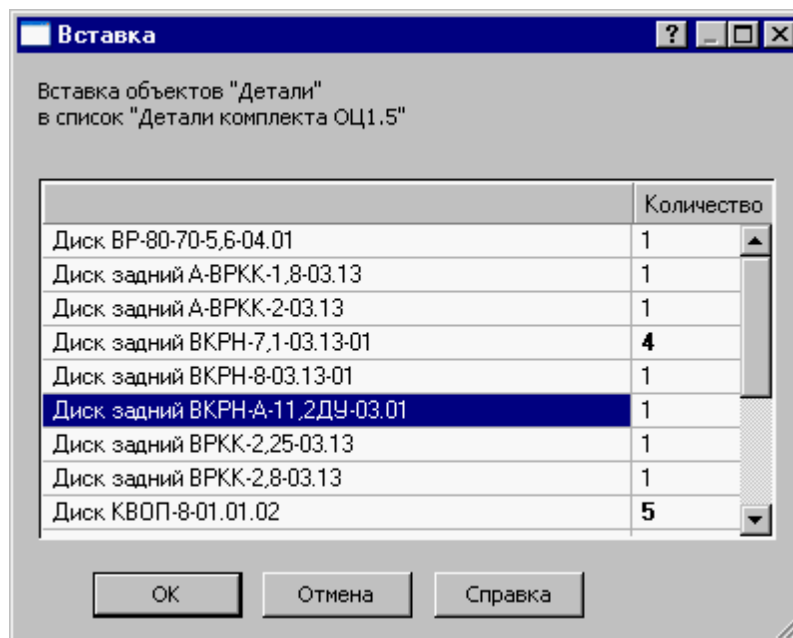 Вставка
Вставка объектов "Детали"
в список "Детали комплекта ОЦ1.5"
Количество
Диск ВР-80-70-5,6-04.01 1
Диск задний А-ВРКК-1,8-03.13 1
Диск задний А-ВРКК-2-03.13 1
Диск задний ВКРН-7,1-03.13-01 4
Диск задний ВКРН-8-03.13-01 1
Диск задний ВКРН-А-11,2ДУ-03.01 1
Диск задний ВРКК-2,25-03.13 1
Диск задний ВРКК-2,8-03.13 1
Диск КВОП-8-01.01.02 5
OK Отмена Справка